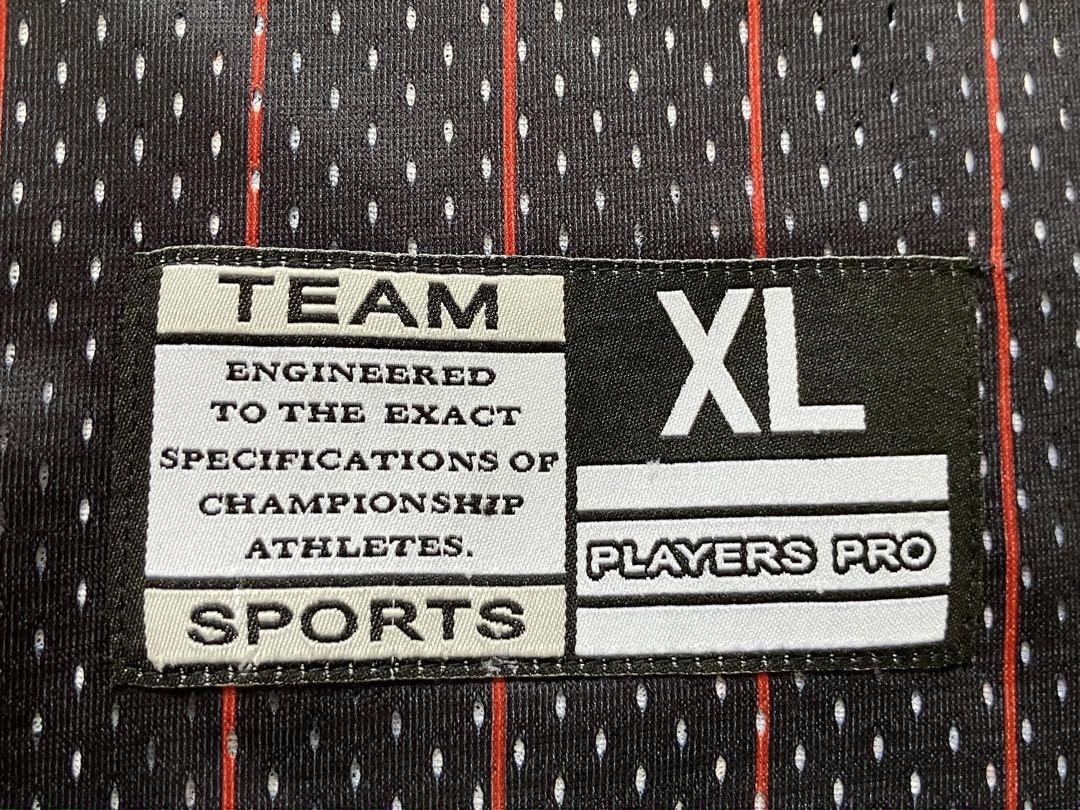 TEAM
ENGINEERED
TO THE EXACT
SPECIFICATIONS OF
CHAMPIONSHIP
ATHLETES.
SPORTS
XL
PLAYERS PRO